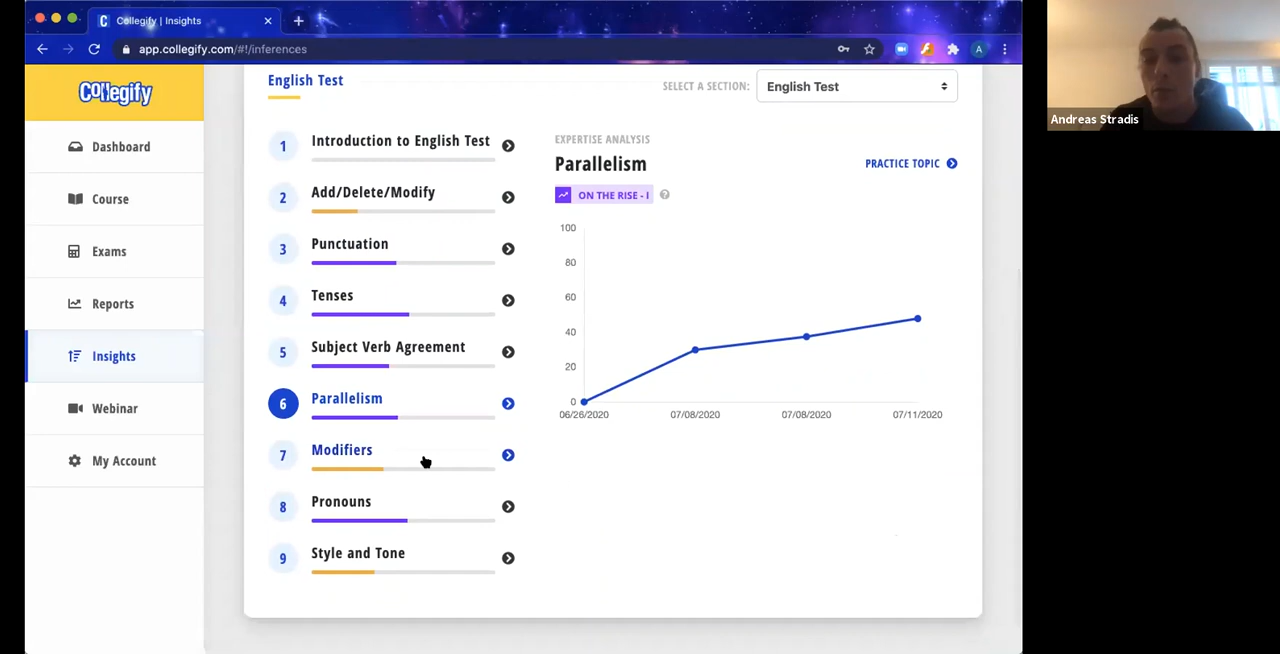 Collegify | Insights
app.collegify.com/#!/inferences
A
Collegify
Dashboard
Course
Exams
Reports
Insights
Webinar
My Account
English Test
SELECT A SECTION:
English Test
1 Introduction to English Test
2 Add/Delete/Modify
3 Punctuation
4 Tenses
5 Subject Verb Agreement
6 Parallelism
7 Modifiers
8 Pronouns
9 Style and Tone
EXPERTISE ANALYSIS
Parallelism
PRACTICE TOPIC
ON THE RISE - I
?
100
80
60
40
20
0
06/26/2020 07/08/2020 07/08/2020 07/11/2020
Andreas Stradis